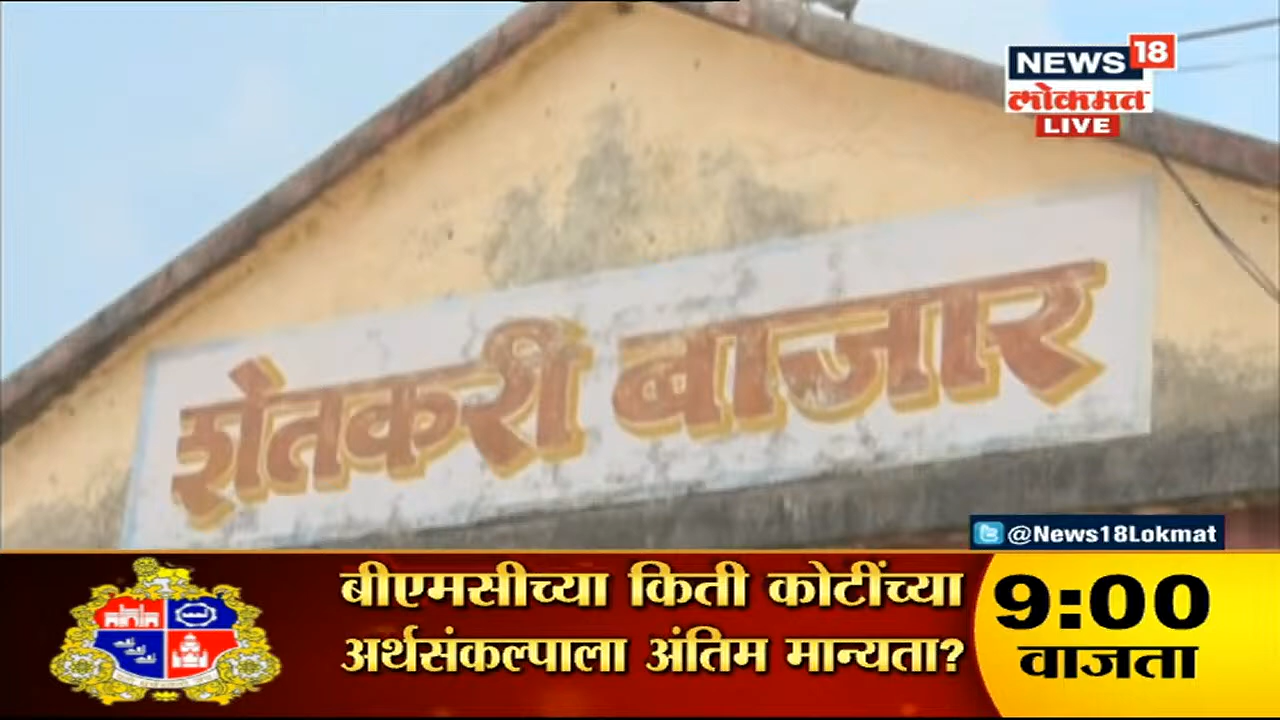 NEWS 18
लोकमत
LIVE
शेतकरी बाजार
@News18Lokmat
बीएमसीच्या किती कोटींच्या
अर्थसंकल्पाला अंतिम मान्यता?
9:00
वाजता